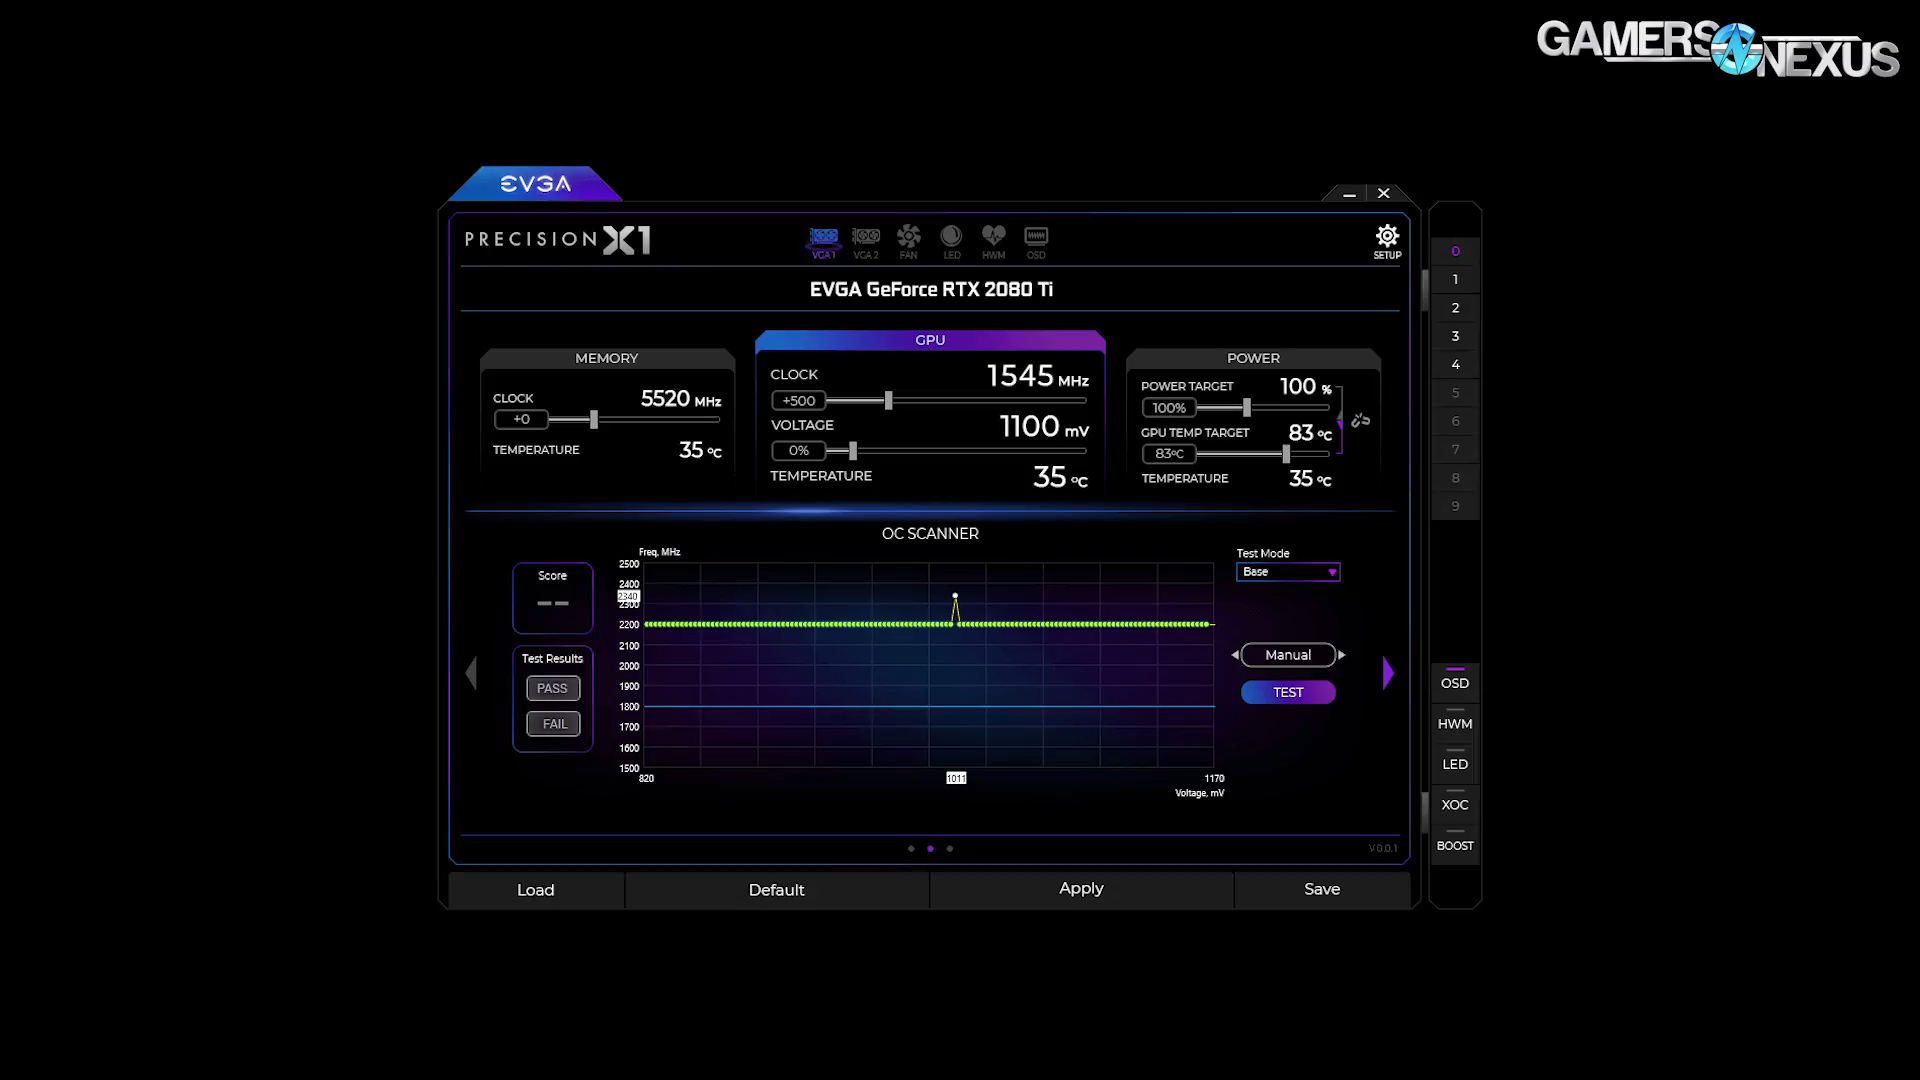 GAMERS NEXUS
EVGA
PRECISION X1
VGA 1
VGA 2
FAN
LED
HWM
OSD
SETUP
EVGA GeForce RTX 2080 Ti
MEMORY
CLOCK
5520 MHz
+0
TEMPERATURE
35 °C
GPU
CLOCK
1545 MHz
+500
VOLTAGE
1100 mV
0%
TEMPERATURE
35 °C
POWER
POWER TARGET
100 %
100%
GPU TEMP TARGET
83 °C
83°C
TEMPERATURE
35 °C
OC SCANNER
Score
Test Results
PASS
FAIL
Freq, MHz
2500
2400
2340
2300
2200
2100
2000
1900
1800
1700
1600
1500
820
1011
1170
Voltage, mV
Test Mode
Base
Manual
TEST
V 0.0.1
Load
Default
Apply
Save
0
1
2
3
4
5
6
7
8
9
OSD
HWM
LED
XOC
BOOST